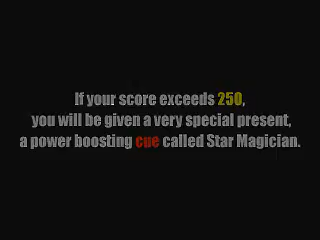 If your score exceeds 250,
you will be given a very special present,
a power boosting cue called Star Magician.